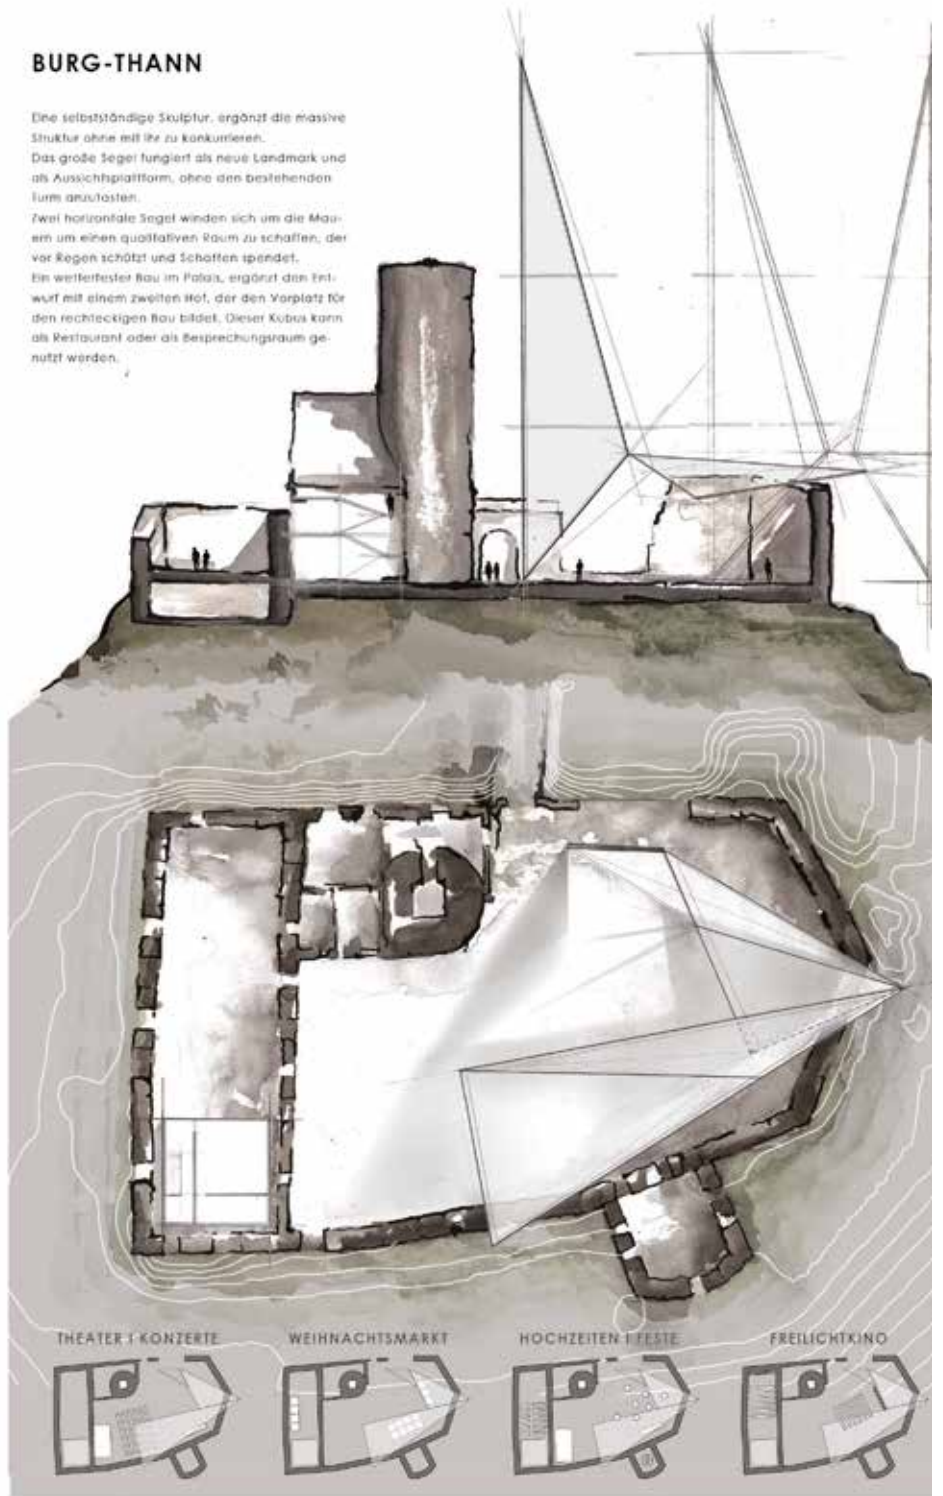 BURG-THANN
Eine selbstständige Skulptur, ergänzt die massive
Struktur ohne mit ihr zu konkurrieren.
Das große Segel fungiert als neue Landmark und
als Aussichtsplattform, ohne den bestehenden
Turm anzutasten.
Zwei horizontale Segel winden sich um die Mau-
ern um einen qualitativen Raum zu schaffen, der
vor Regen schützt und Schatten spendet.
Ein wetterfester Bau im Palais, ergänzt den Ent-
wurf mit einem zweiten Hof, der den Vorplatz für
den rechteckigen Bau bildet. Dieser Kubus kann
als Restaurant oder als Besprechungsraum ge-
nutzt werden.
THEATER I KONZERTE
WEIHNACHTSMARKT
HOCHZEITEN I FESTE
FREILICHTKINO